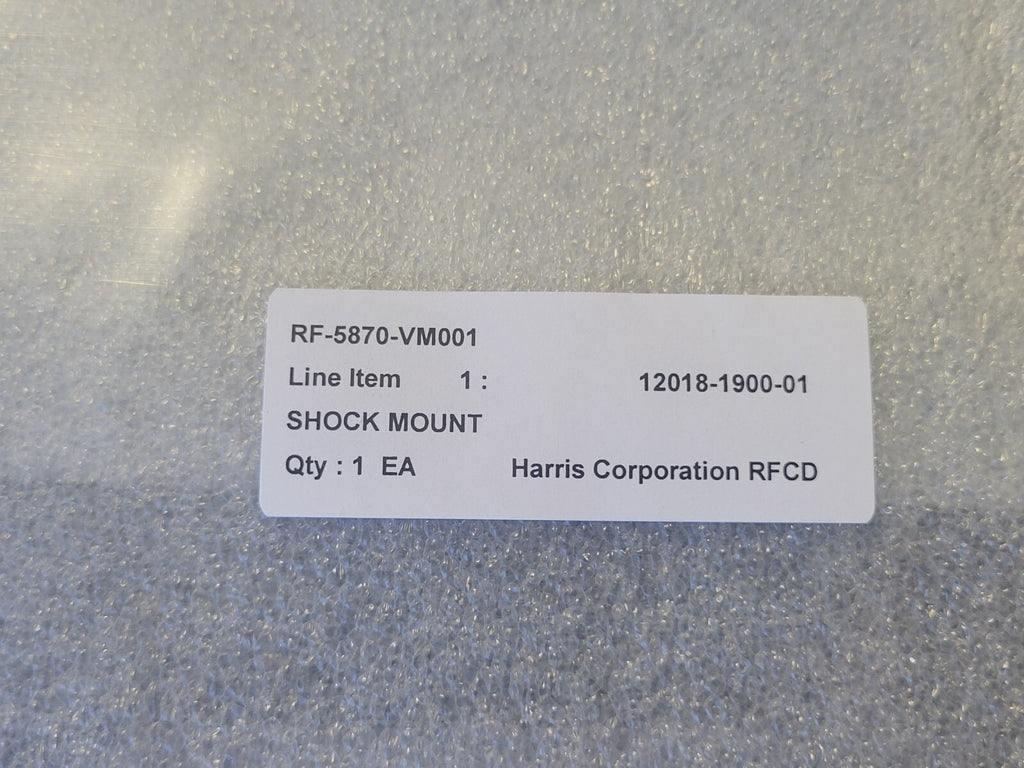 RF-5870-VM001
Line Item 1 : 12018-1900-01
SHOCK MOUNT
Qty : 1 EA Harris Corporation RFCD